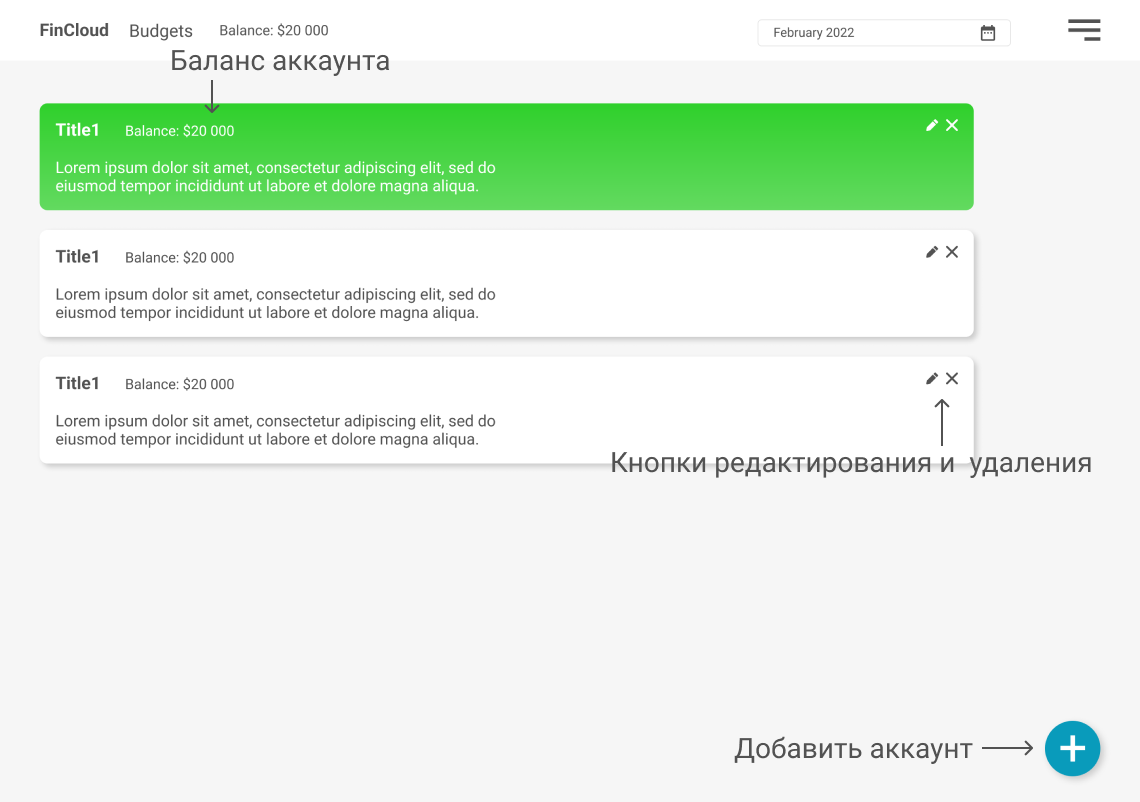 FinCloud Budgets Balance: $20 000 February 2022
Баланс аккаунта
Title1 Balance: $20 000
Lorem ipsum dolor sit amet, consectetur adipiscing elit, sed do
eiusmod tempor incididunt ut labore et dolore magna aliqua.
Title1 Balance: $20 000
Lorem ipsum dolor sit amet, consectetur adipiscing elit, sed do
eiusmod tempor incididunt ut labore et dolore magna aliqua.
Title1 Balance: $20 000
Lorem ipsum dolor sit amet, consectetur adipiscing elit, sed do
eiusmod tempor incididunt ut labore et dolore magna aliqua.
Кнопки редактирования и удаления
Добавить аккаунт